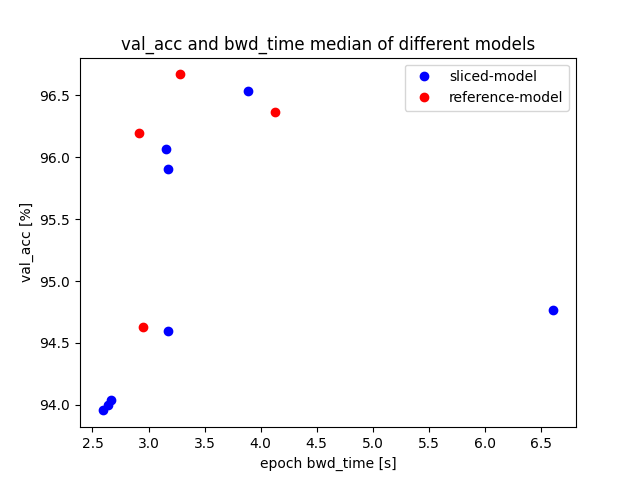 val_acc and bwd_time median of different models
sliced-model
reference-model
96.5
96.0
95.5
95.0
94.5
94.0
val_acc [%]
2.5 3.0 3.5 4.0 4.5 5.0 5.5 6.0 6.5
epoch bwd_time [s]